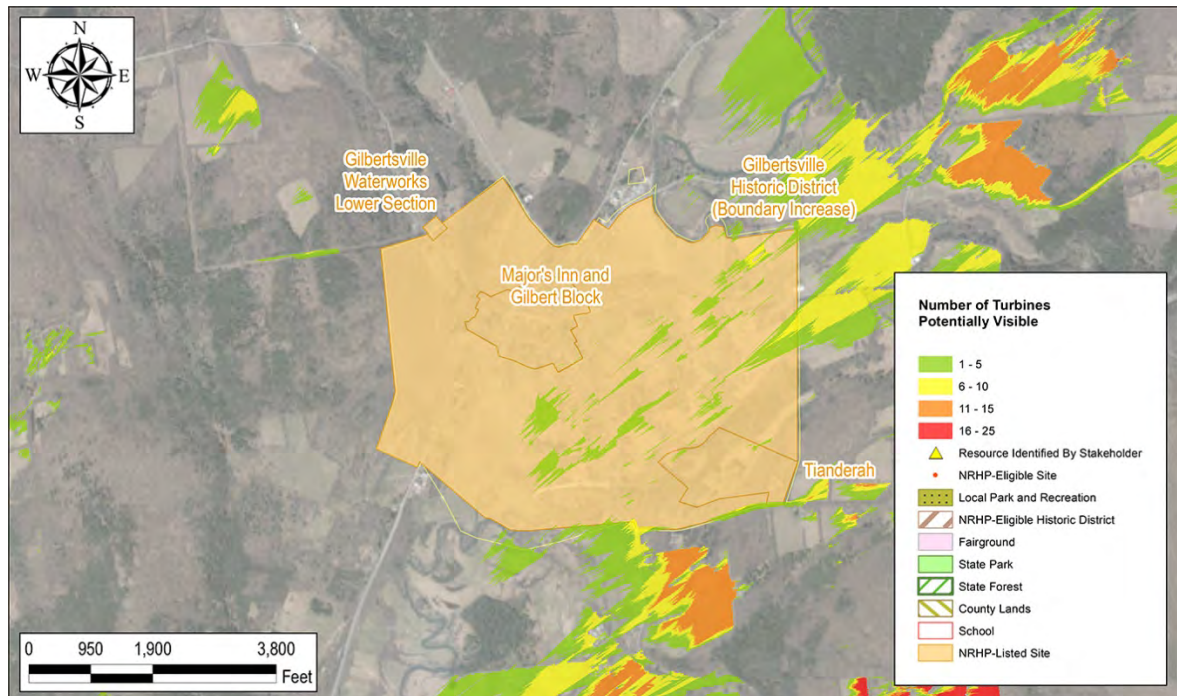 N
W E
S
Gilbertsville
Waterworks
Lower Section
Gilbertsville
Historic District
(Boundary Increase)
Major's Inn and
Gilbert Block
Tianderah
Number of Turbines
Potentially Visible
1 - 5
6 - 10
11 - 15
16 - 25
Resource Identified By Stakeholder
NRHP-Eligible Site
Local Park and Recreation
NRHP-Eligible Historic District
Fairground
State Park
State Forest
County Lands
School
NRHP-Listed Site
0 950 1,900 3,800
Feet